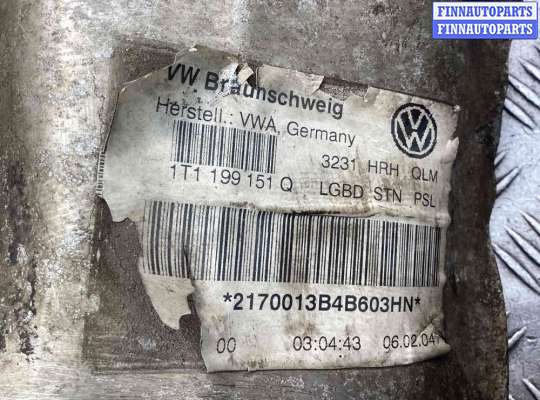 FINNAUTOPARTS
FINNAUTOPARTS
VW Braunschweig
Herstell.: VWA, Germany
3231 HRH QLM
1T1 199 151 Q
LGBD STN PSL
*2170013B4B603HN*
00 03:04:43 06.02.04